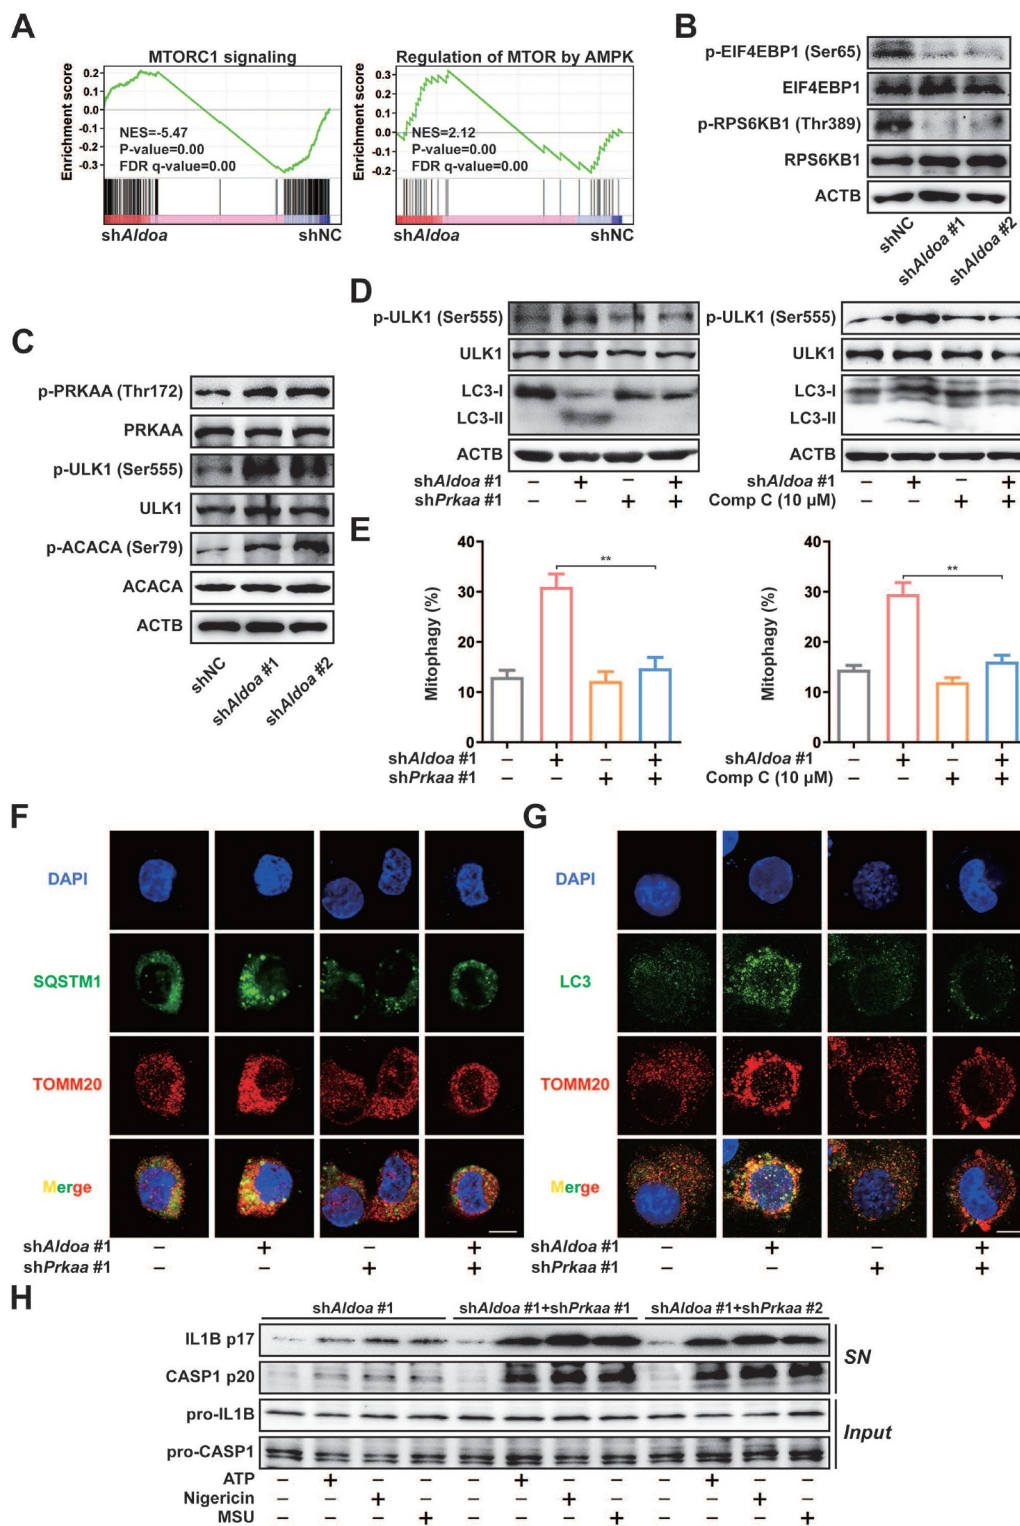 A
MTORC1 signaling
Enrichment score
0.2
0.1
0.0
-0.1
-0.2
-0.3
NES=-5.47
P-value=0.00
FDR q-value=0.00
shAldoa
shNC
Regulation of MTOR by AMPK
Enrichment score
0.3
0.2
0.1
0.0
-0.1
-0.2
NES=2.12
P-value=0.00
FDR q-value=0.00
shAldoa
shNC
B
p-EIF4EBP1 (Ser65)
EIF4EBP1
p-RPS6KB1 (Thr389)
RPS6KB1
ACTB
shNC
shAldoa #1
shAldoa #2
C
p-PRKAA (Thr172)
PRKAA
p-ULK1 (Ser555)
ULK1
p-ACACA (Ser79)
ACACA
ACTB
shNC
shAldoa #1
shAldoa #2
D
p-ULK1 (Ser555)
ULK1
LC3-I
LC3-II
ACTB
shAldoa #1 – + – +
shPrkaa #1 – – + +
p-ULK1 (Ser555)
ULK1
LC3-I
LC3-II
ACTB
shAldoa #1 – + – +
Comp C (10 µM) – – + +
E
Mitophagy (%)
40
30
20
10
0
**
shAldoa #1 – + – +
shPrkaa #1 – – + +
Mitophagy (%)
40
30
20
10
0
**
shAldoa #1 – + – +
Comp C (10 µM) – – + +
F
DAPI
SQSTM1
TOMM20
Merge
shAldoa #1 – + – +
shPrkaa #1 – – + +
G
DAPI
LC3
TOMM20
Merge
– + – +
– – + +
H
shAldoa #1 shAldoa #1+shPrkaa #1 shAldoa #1+shPrkaa #2
IL1B p17
CASP1 p20
SN
pro-IL1B
pro-CASP1
Input
ATP – + – – – + – – – + – –
Nigericin – – + – – – + – – – + –
MSU – – – + – – – + – – – +